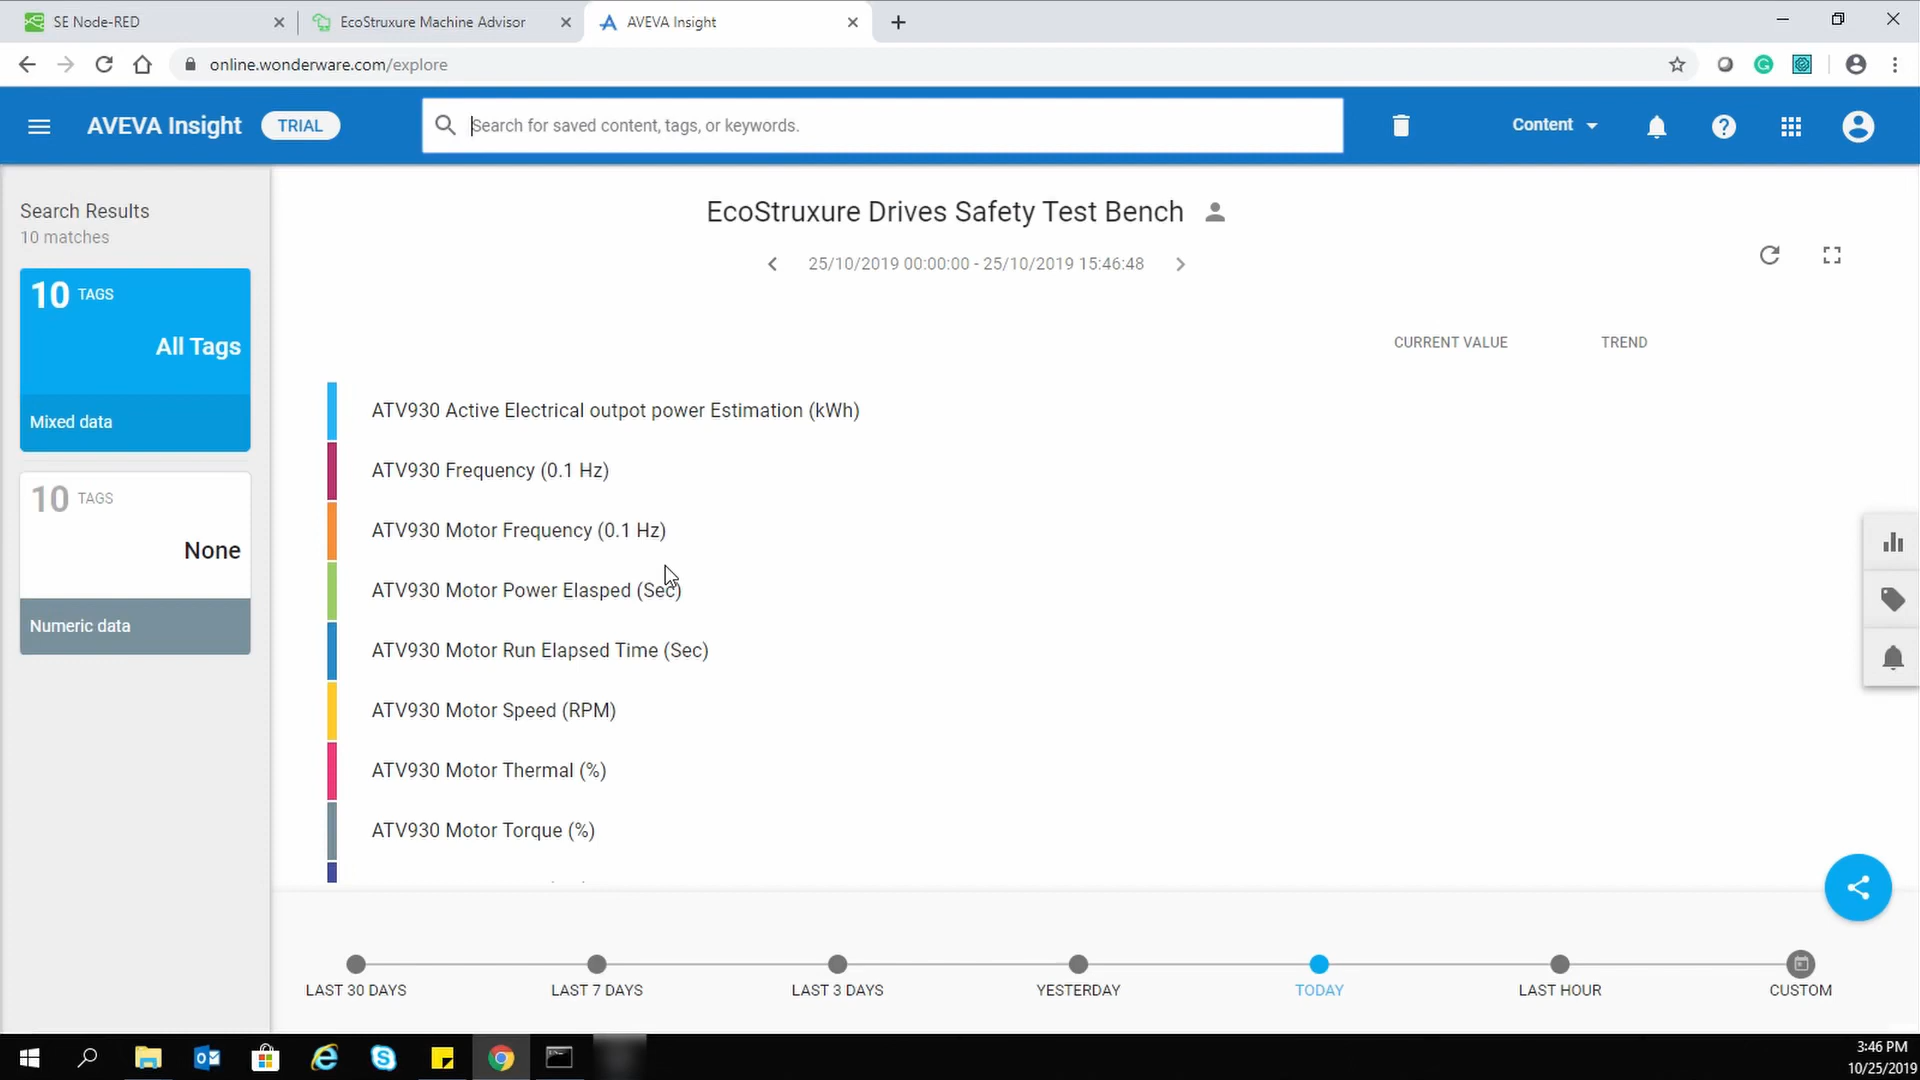 SE Node-RED
EcoStruxure Machine Advisor
AVEVA Insight
online.wonderware.com/explore
AVEVA Insight
TRIAL
Search for saved content, tags, or keywords.
Content
Search Results
10 matches
10 TAGS
All Tags
Mixed data
10 TAGS
None
Numeric data
EcoStruxure Drives Safety Test Bench
25/10/2019 00:00:00 - 25/10/2019 15:46:48
CURRENT VALUE
TREND
ATV930 Active Electrical outpot power Estimation (kWh)
ATV930 Frequency (0.1 Hz)
ATV930 Motor Frequency (0.1 Hz)
ATV930 Motor Power Elasped (Sec)
ATV930 Motor Run Elapsed Time (Sec)
ATV930 Motor Speed (RPM)
ATV930 Motor Thermal (%)
ATV930 Motor Torque (%)
LAST 30 DAYS
LAST 7 DAYS
LAST 3 DAYS
YESTERDAY
TODAY
LAST HOUR
CUSTOM
3:46 PM
10/25/2019